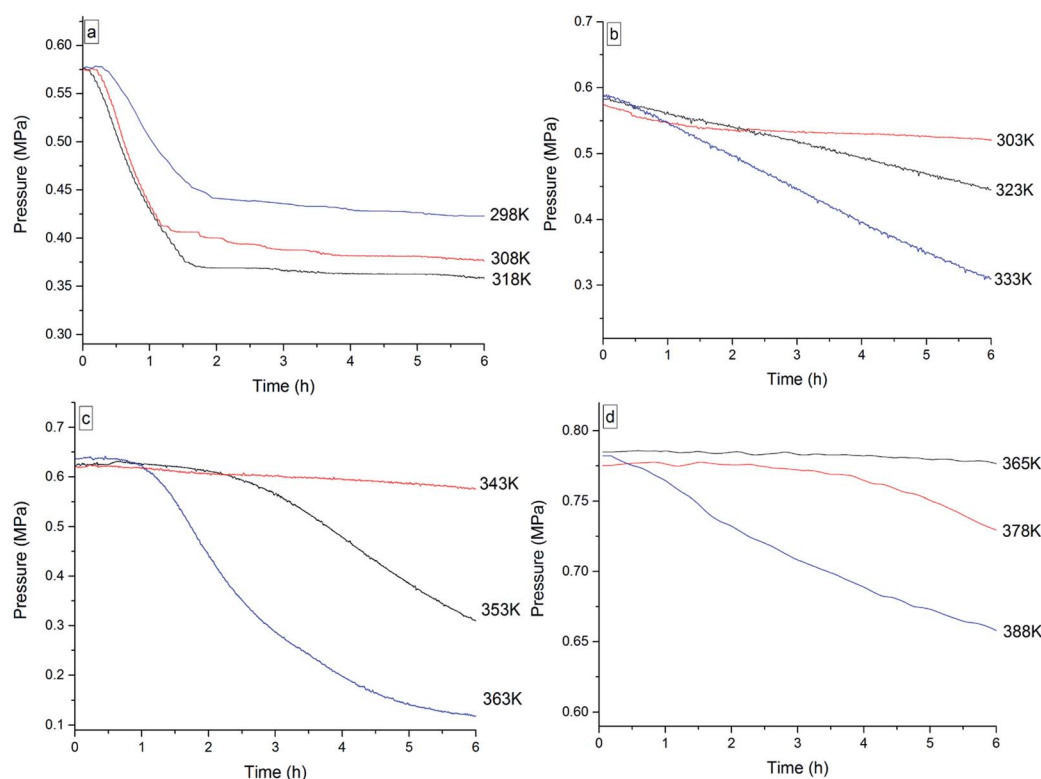 a
0.60
0.55
0.50
0.45
0.40
0.35
0.30
Pressure (MPa)
298K
308K
318K
0 1 2 3 4 5 6
Time (h)
b
0.7
0.6
0.5
0.4
0.3
Pressure (MPa)
303K
323K
333K
0 1 2 3 4 5 6
Time (h)
c
0.7
0.6
0.5
0.4
0.3
0.2
0.1
Pressure (MPa)
343K
353K
363K
0 1 2 3 4 5 6
Time (h)
d
0.80
0.75
0.70
0.65
0.60
Pressure (MPa)
365K
378K
388K
0 1 2 3 4 5 6
Time (h)